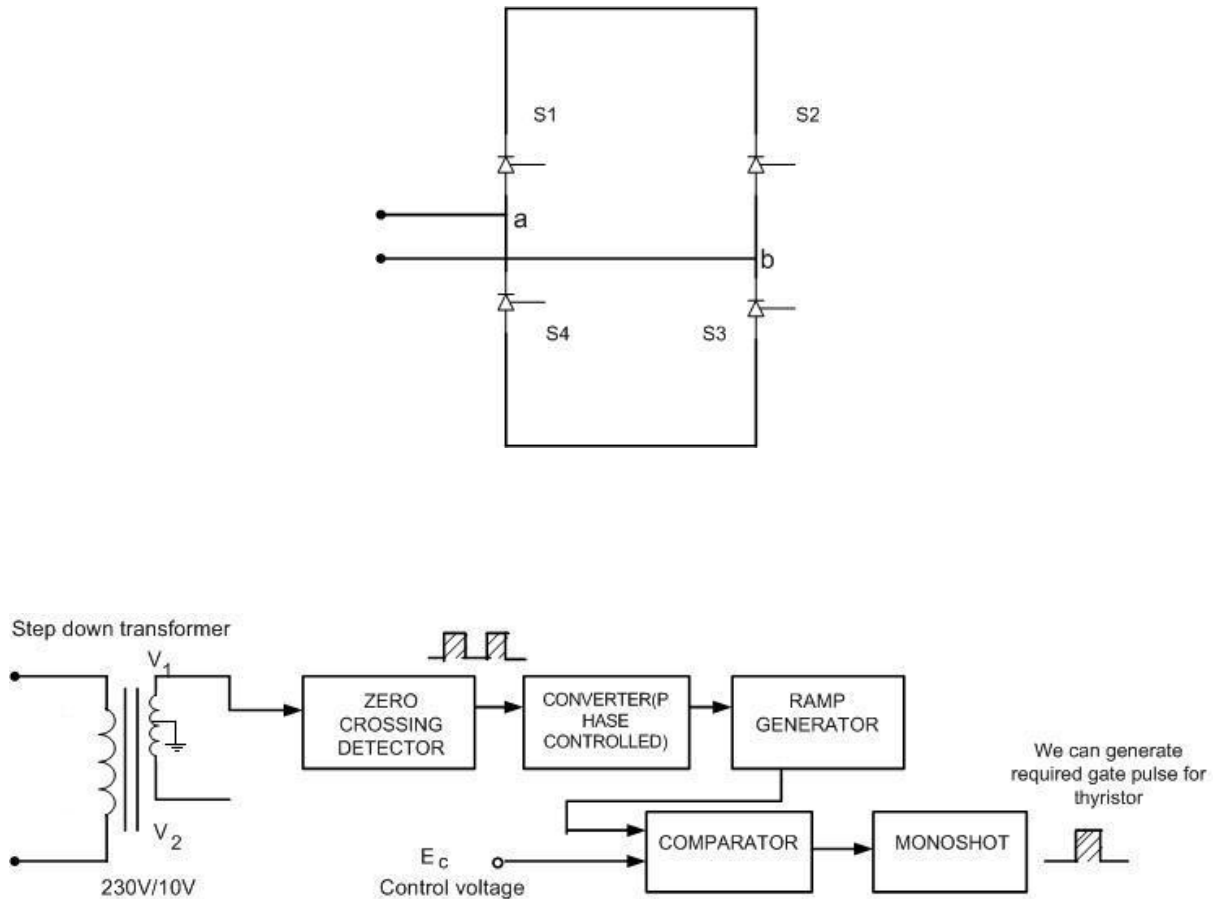 S1
S2
a
b
S4
S3
Step down transformer
V1
V2
230V/10V
ZERO
CROSSING
DETECTOR
CONVERTER(P
HASE
CONTROLLED)
RAMP
GENERATOR
We can generate
required gate pulse for
thyristor
COMPARATOR
MONOSHOT
Ec
Control voltage